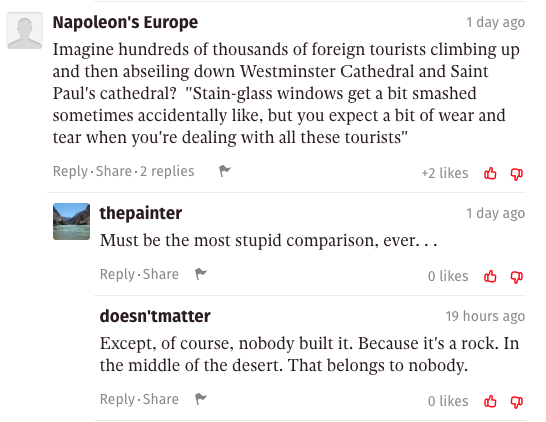 Napoleon's Europe 1 day ago
Imagine hundreds of thousands of foreign tourists climbing up
and then abseiling down Westminster Cathedral and Saint
Paul's cathedral?  "Stain-glass windows get a bit smashed
sometimes accidentally like, but you expect a bit of wear and
tear when you're dealing with all these tourists"
Reply · Share · 2 replies +2 likes
thepainter 1 day ago
Must be the most stupid comparison, ever. . .
Reply · Share 0 likes
doesn'tmatter 19 hours ago
Except, of course, nobody built it. Because it's a rock. In
the middle of the desert. That belongs to nobody.
Reply · Share 0 likes